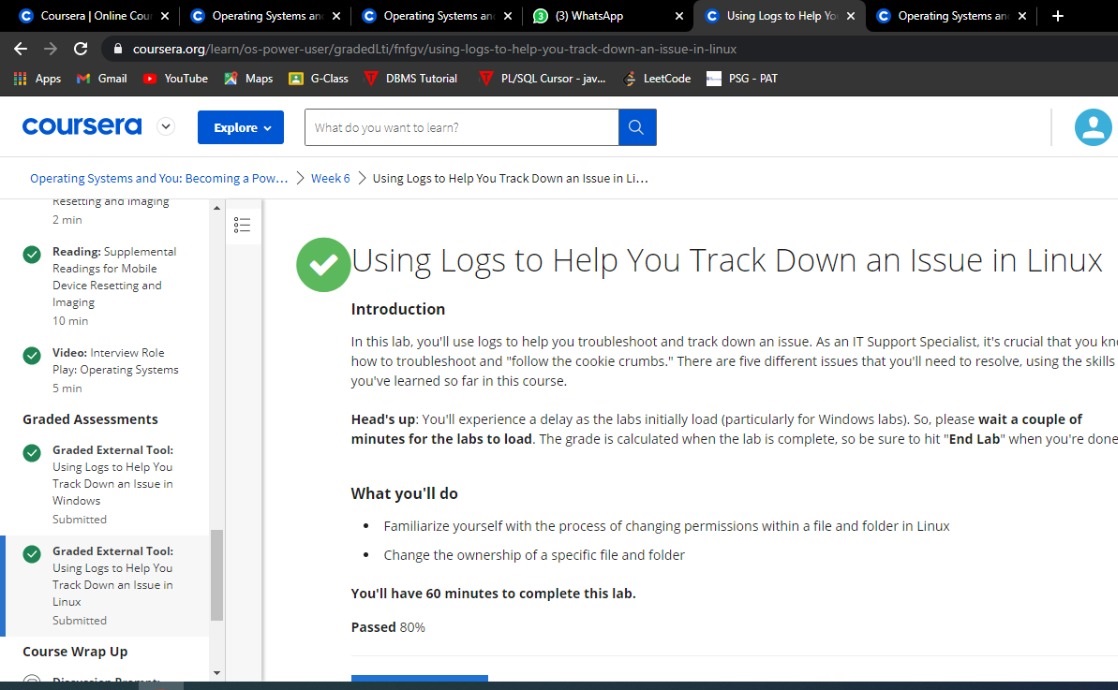 Coursera | Online Cou
Operating Systems an
Operating Systems an
(3) WhatsApp
Using Logs to Help Yo
Operating Systems an
coursera.org/learn/os-power-user/gradedLti/fnfgv/using-logs-to-help-you-track-down-an-issue-in-linux
Apps Gmail YouTube Maps G-Class DBMS Tutorial PL/SQL Cursor - jav... LeetCode PSG - PAT
coursera
Explore
What do you want to learn?
Operating Systems and You: Becoming a Pow... Week 6 Using Logs to Help You Track Down an Issue in Li...
Resetting and Imaging
2 min
Reading: Supplemental
Readings for Mobile
Device Resetting and
Imaging
10 min
Video: Interview Role
Play: Operating Systems
5 min
Graded Assessments
Graded External Tool:
Using Logs to Help You
Track Down an Issue in
Windows
Submitted
Graded External Tool:
Using Logs to Help You
Track Down an Issue in
Linux
Submitted
Course Wrap Up
Discussion Prompt:
Using Logs to Help You Track Down an Issue in Linux
Introduction
In this lab, you'll use logs to help you troubleshoot and track down an issue. As an IT Support Specialist, it's crucial that you kn
how to troubleshoot and "follow the cookie crumbs." There are five different issues that you'll need to resolve, using the skills
you've learned so far in this course.
Head's up: You'll experience a delay as the labs initially load (particularly for Windows labs). So, please wait a couple of
minutes for the labs to load. The grade is calculated when the lab is complete, so be sure to hit "End Lab" when you're done
What you'll do
Familiarize yourself with the process of changing permissions within a file and folder in Linux
Change the ownership of a specific file and folder
You'll have 60 minutes to complete this lab.
Passed 80%